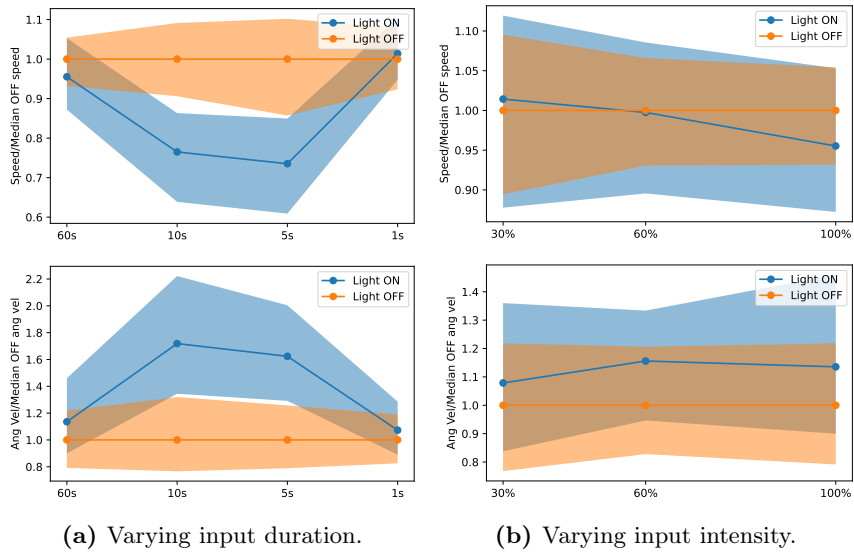 Speed/Median OFF speed
1.1
1.0
0.9
0.8
0.7
0.6
60s 10s 5s 1s
Light ON
Light OFF
Speed/Median OFF speed
1.10
1.05
1.00
0.95
0.90
30% 60% 100%
Light ON
Light OFF
Ang Vel/Median OFF ang vel
2.2
2.0
1.8
1.6
1.4
1.2
1.0
0.8
60s 10s 5s 1s
Light ON
Light OFF
Ang Vel/Median OFF ang vel
1.4
1.3
1.2
1.1
1.0
0.9
0.8
30% 60% 100%
Light ON
Light OFF
(a) Varying input duration.
(b) Varying input intensity.